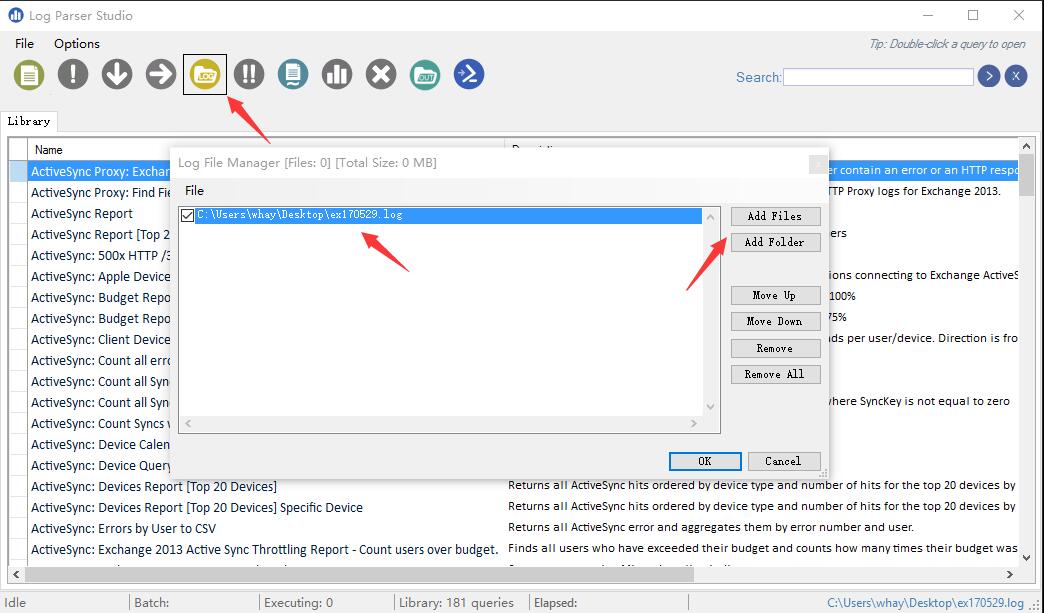 Log Parser Studio
File Options
Tip: Double-click a query to open
LOG
OUT
Search:
X
Library
Name
Log File Manager [Files: 0] [Total Size: 0 MB]
File
C:\Users\whay\Desktop\ex170529.log
Add Files
Add Folder
Move Up
Move Down
Remove
Remove All
OK
Cancel
ActiveSync Proxy: Exchan
er contain an error or an HTTP respo
ActiveSync Proxy: Find Fie
TTP Proxy logs for Exchange 2013.
ActiveSync Report
ActiveSync Report [Top 2
ers
ActiveSync: 500x HTTP /3
ActiveSync: Apple Device
ions connecting to Exchange ActiveS
ActiveSync: Budget Repo
100%
ActiveSync: Budget Repo
75%
ActiveSync: Client Device
ds per user/device. Direction is fro
ActiveSync: Count all erro
ActiveSync: Count all Syn
ActiveSync: Count all Syn
where SyncKey is not equal to zero
ActiveSync: Count Syncs
ActiveSync: Device Calen
ActiveSync: Device Query
ActiveSync: Devices Report [Top 20 Devices]
Returns all ActiveSync hits ordered by device type and number of hits for the top 20 devices by
ActiveSync: Devices Report [Top 20 Devices] Specific Device
Returns all ActiveSync hits ordered by device type and number of hits for the top 20 devices by
ActiveSync: Errors by User to CSV
Returns all ActiveSync error and aggregates them by error number and user.
ActiveSync: Exchange 2013 Active Sync Throttling Report - Count users over budget.
Finds all users who have exceeded their budget and counts how many times their budget was
Idle
Batch:
Executing: 0
Library: 181 queries
Elapsed:
C:\Users\whay\Desktop\ex170529.log